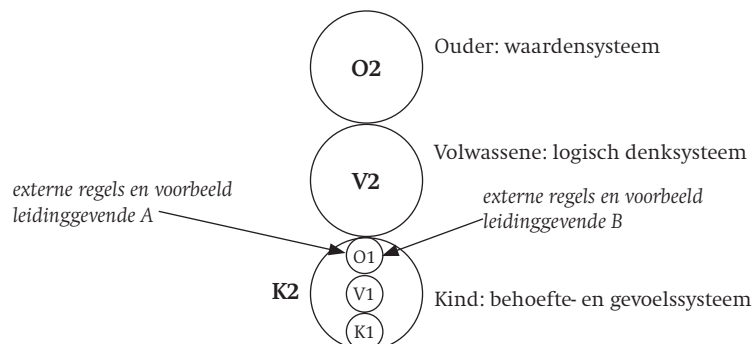 O2
Ouder: waardensysteem
V2
Volwassene: logisch denksysteem
externe regels en voorbeeld
leidinggevende A
externe regels en voorbeeld
leidinggevende B
O1
K2
V1
Kind: behoefte- en gevoelssysteem
K1